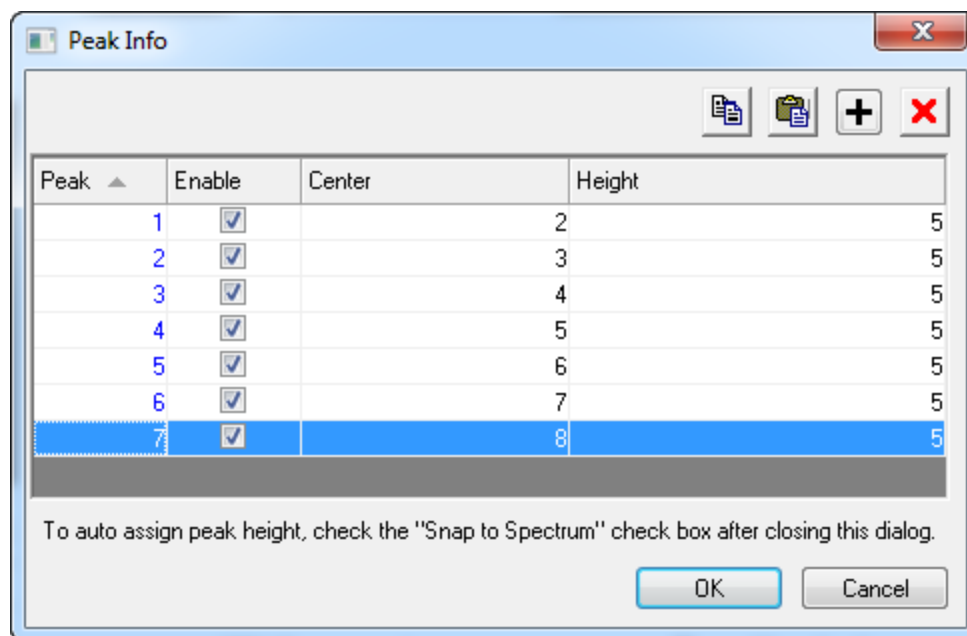 Peak Info
Peak Enable Center Height
1 2 5
2 3 5
3 4 5
4 5 5
5 6 5
6 7 5
7 8 5
To auto assign peak height, check the "Snap to Spectrum" check box after closing this dialog.
OK Cancel